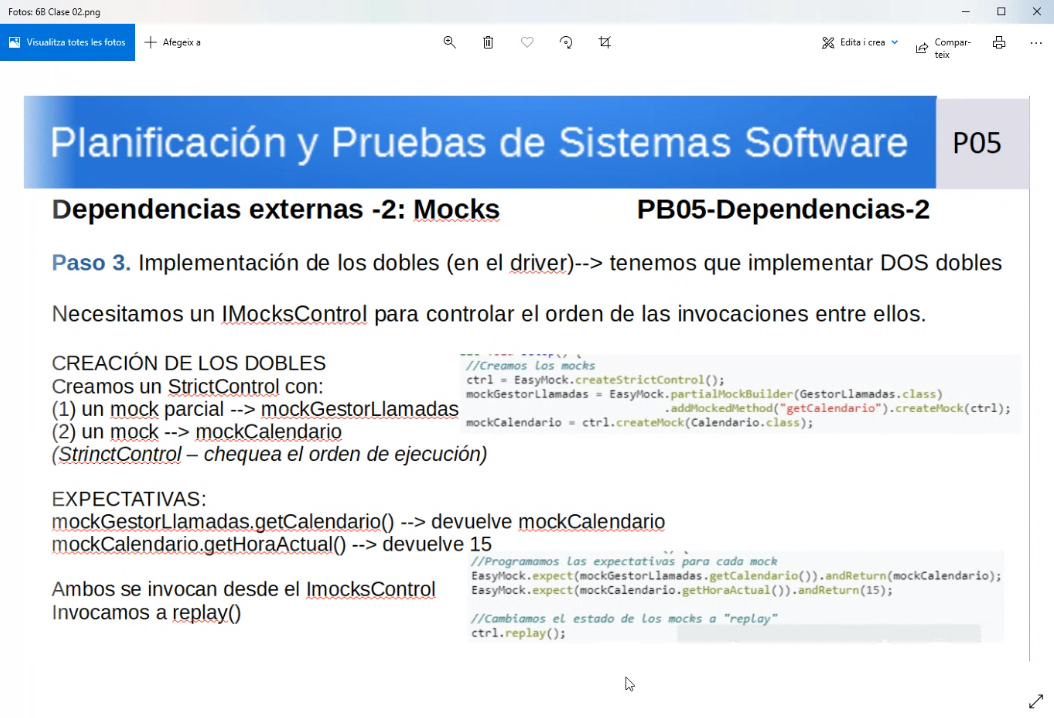 Fotos: 6B Clase 02.png
Visualitza totes les fotos
Afegeix a
Edita i crea
Compar-
teix
Planificación y Pruebas de Sistemas Software
P05
Dependencias externas -2: Mocks
PB05-Dependencias-2
Paso 3. Implementación de los dobles (en el driver)--> tenemos que implementar DOS dobles
Necesitamos un IMocksControl para controlar el orden de las invocaciones entre ellos.
CREACIÓN DE LOS DOBLES
Creamos un StrictControl con:
(1) un mock parcial --> mockGestorLlamadas
(2) un mock --> mockCalendario
(StrinctControl – chequea el orden de ejecución)
//Creamos los mocks
ctrl = EasyMock.createStrictControl();
mockGestorLlamadas = EasyMock.partialMockBuilder(GestorLlamadas.class)
.addMockedMethod("getCalendario").createMock(ctrl);
mockCalendario = ctrl.createMock(Calendario.class);
EXPECTATIVAS:
mockGestorLlamadas.getCalendario() --> devuelve mockCalendario
mockCalendario.getHoraActual() --> devuelve 15
Ambos se invocan desde el ImocksControl
Invocamos a replay()
//Programamos las expectativas para cada mock
EasyMock.expect(mockGestorLlamadas.getCalendario()).andReturn(mockCalendario);
EasyMock.expect(mockCalendario.getHoraActual()).andReturn(15);
//Cambiamos el estado de los mocks a "replay"
ctrl.replay();